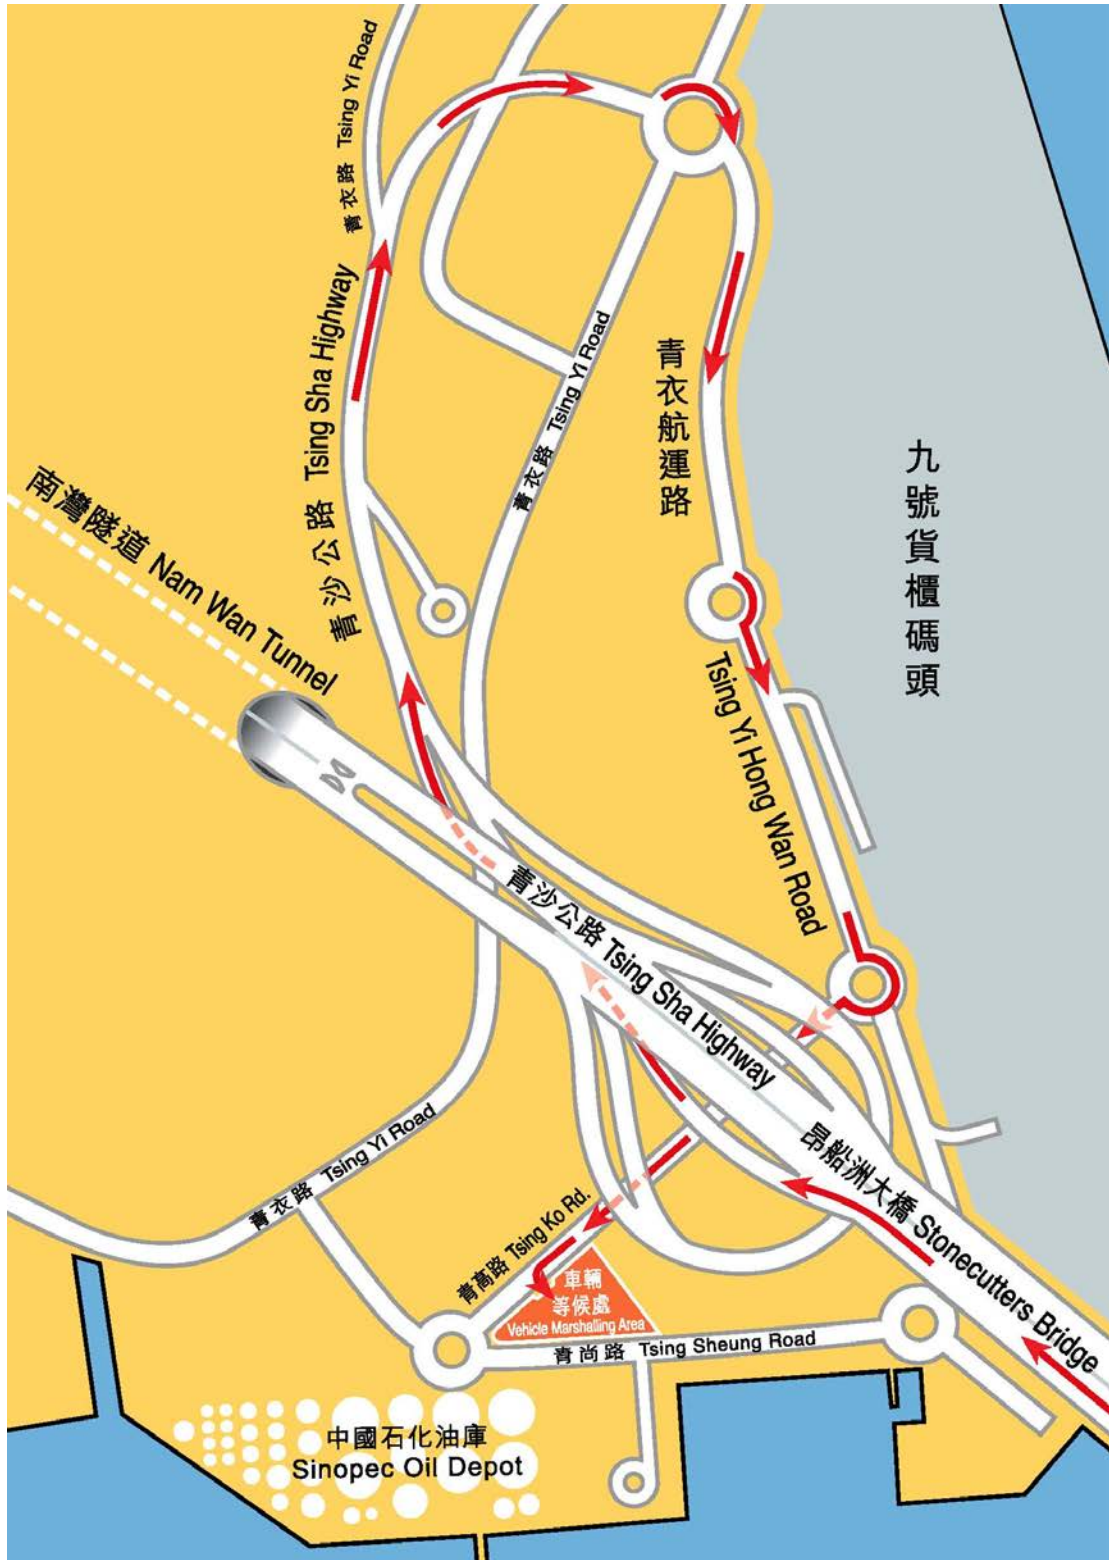 青衣路 Tsing Yi Road
青沙公路 Tsing Sha Highway
青衣路 Tsing Yi Road
青衣航運路
九號貨櫃碼頭
南灣隧道 Nam Wan Tunnel
Tsing Yi Hong Wan Road
青沙公路 Tsing Sha Highway
昂船洲大橋 Stonecutters Bridge
青衣路 Tsing Yi Road
青高路 Tsing Ko Rd.
車輛
等候處
Vehicle Marshalling Area
青尚路 Tsing Sheung Road
中國石化油庫
Sinopec Oil Depot